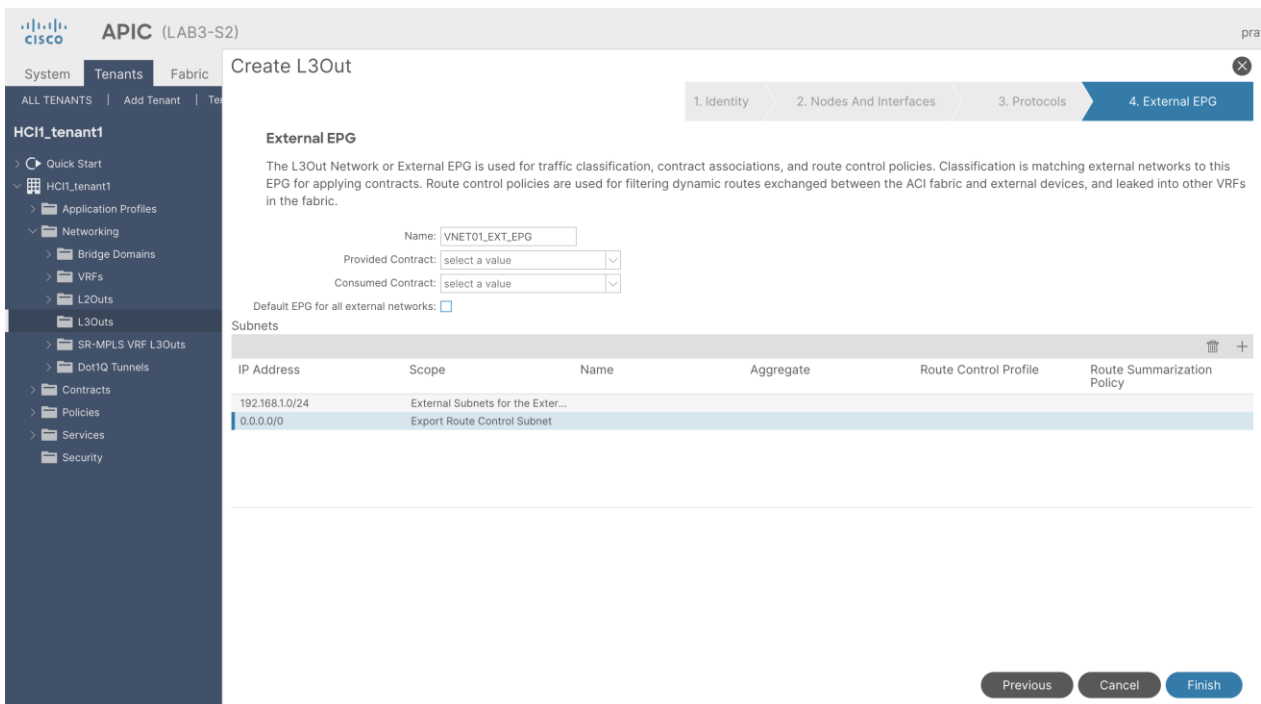 CISCO
APIC (LAB3-S2)
pra
System Tenants Fabric
ALL TENANTS | Add Tenant | Te
HCI1_tenant1
Quick Start
HCI1_tenant1
Application Profiles
Networking
Bridge Domains
VRFs
L2Outs
L3Outs
SR-MPLS VRF L3Outs
Dot1Q Tunnels
Contracts
Policies
Services
Security
Create L3Out
1. Identity 2. Nodes And Interfaces 3. Protocols 4. External EPG
External EPG
The L3Out Network or External EPG is used for traffic classification, contract associations, and route control policies. Classification is matching external networks to this
EPG for applying contracts. Route control policies are used for filtering dynamic routes exchanged between the ACI fabric and external devices, and leaked into other VRFs
in the fabric.
Name: VNET01_EXT_EPG
Provided Contract: select a value
Consumed Contract: select a value
Default EPG for all external networks:
Subnets
IP Address Scope Name Aggregate Route Control Profile Route Summarization
Policy
192.168.1.0/24 External Subnets for the Exter...
0.0.0.0/0 Export Route Control Subnet
Previous Cancel Finish